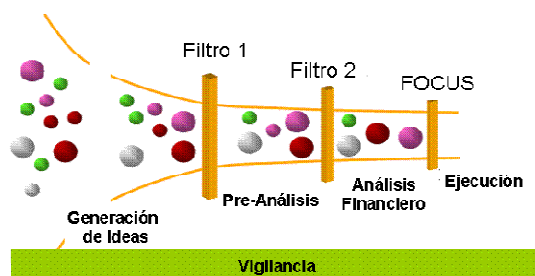 Filtro 1
Filtro 2
FOCUS
Generación
de Ideas
Pre-Análisis
Análisis
Financiero
Ejecución
Vigilancia